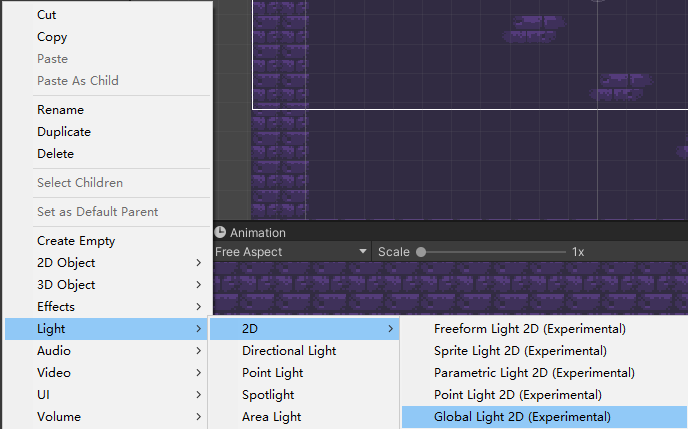 Cut
Copy
Paste
Paste As Child
Rename
Duplicate
Delete
Select Children
Set as Default Parent
Create Empty
2D Object
3D Object
Effects
Light
Audio
Video
UI
Volume
Animation
Free Aspect
Scale
1x
2D
Directional Light
Point Light
Spotlight
Area Light
Freeform Light 2D (Experimental)
Sprite Light 2D (Experimental)
Parametric Light 2D (Experimental)
Point Light 2D (Experimental)
Global Light 2D (Experimental)